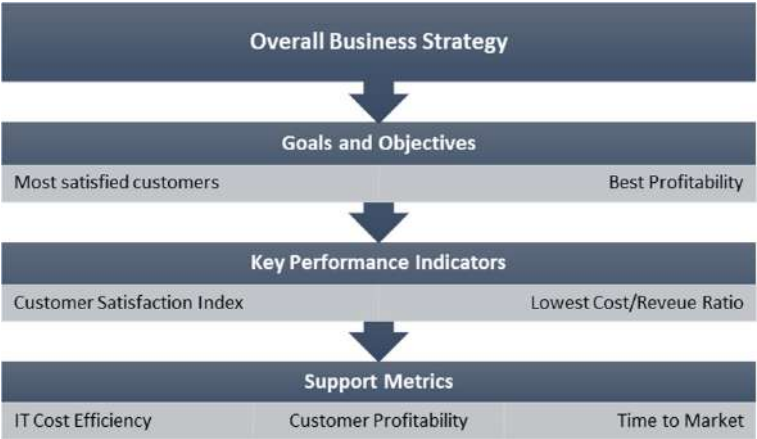 Overall Business Strategy
Goals and Objectives
Most satisfied customers Best Profitability
Key Performance Indicators
Customer Satisfaction Index Lowest Cost/Reveue Ratio
Support Metrics
IT Cost Efficiency Customer Profitability Time to Market